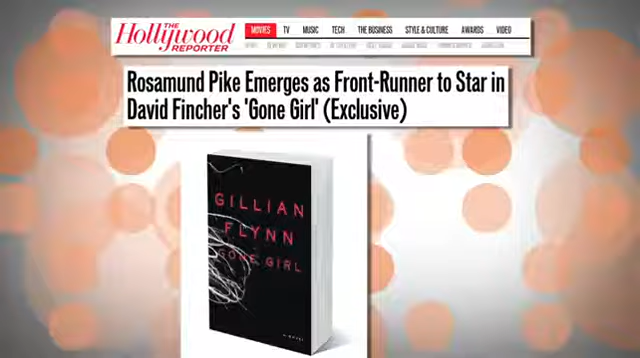 THE
Hollywood
REPORTER
MOVIES TV MUSIC TECH THE BUSINESS STYLE & CULTURE AWARDS VIDEO
Rosamund Pike Emerges as Front-Runner to Star in
David Fincher's 'Gone Girl' (Exclusive)
GILLIAN
FLYNN
GONE GIRL
A NOVEL